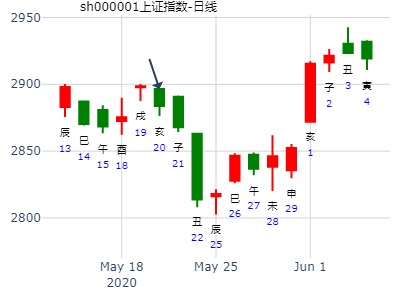 sh000001上证指数-日线
2950
2900
2850
2800
辰
13
巳
14
午
15
酉
18
戌
19
亥
20
子
21
丑
22
辰
25
巳
26
午
27
未
28
申
29
亥
1
子
2
丑
3
寅
4
May 18
2020
May 25
Jun 1